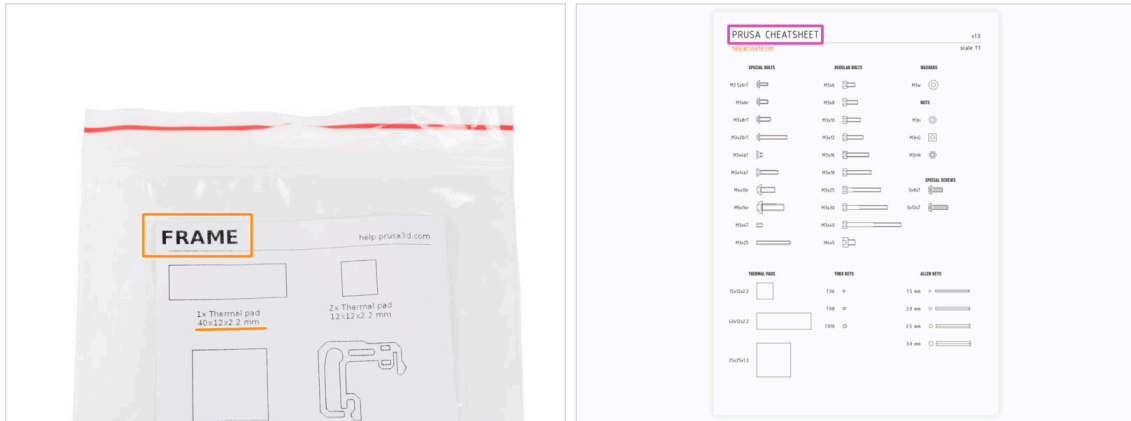 FRAME
help.prusa3d.com
1x Thermal pad
40x12x2.2 mm
2x Thermal pad
12x12x2.2 mm
PRUSA CHEATSHEET
v1.0
help.prusa3d.com
scale 1:1
SPECIAL BOLTS
REGULAR BOLTS
WASHERS
M2.5x6rT
M3x6
M3w
M3x6r
M3x8
NUTS
M3x8rT
M3x10
M3n
M3x20rT
M3x12
M3nS
M3x4bT
M3x16
M3nN
M3x14bT
M3x18
SPECIAL SCREWS
M4x10r
M3x25
3x8sT
M5x16r
M3x30
3x12sT
M3x4T
M3x40
M3x25
M4x5
THERMAL PADS
TORX KEYS
ALLEN KEYS
12x12x2.2
TX6
1.5 mm
TX8
2.0 mm
40x12x2.2
TX10
2.5 mm
3.0 mm
25x25x1.2